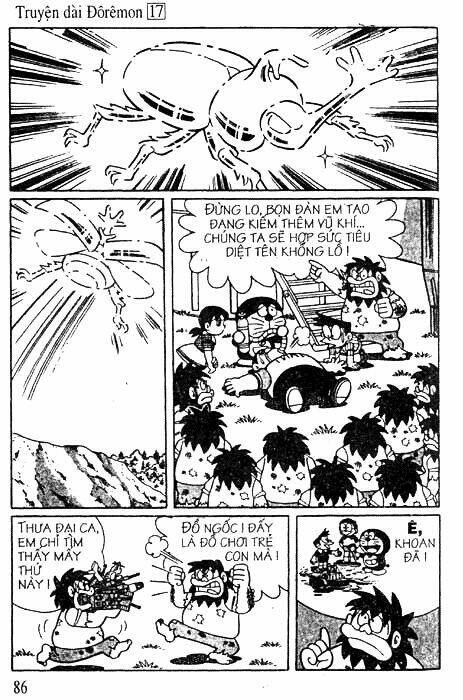 Truyện dài Đôrêmon 17
ĐỪNG LO, BỌN ĐÀN EM TAO
ĐANG KIẾM THÊM VŨ KHÍ...
CHÚNG TA SẼ HỢP SỨC TIÊU
DIỆT TÊN KHỔNG LỒ !
THƯA ĐẠI CA,
EM CHỈ TÌM
THẤY MẤY
THỨ
NÀY !
ĐỒ NGỐC ! ĐẤY
LÀ ĐỒ CHƠI TRẺ
CON MÀ !
Ê,
KHOAN
ĐÃ !
86